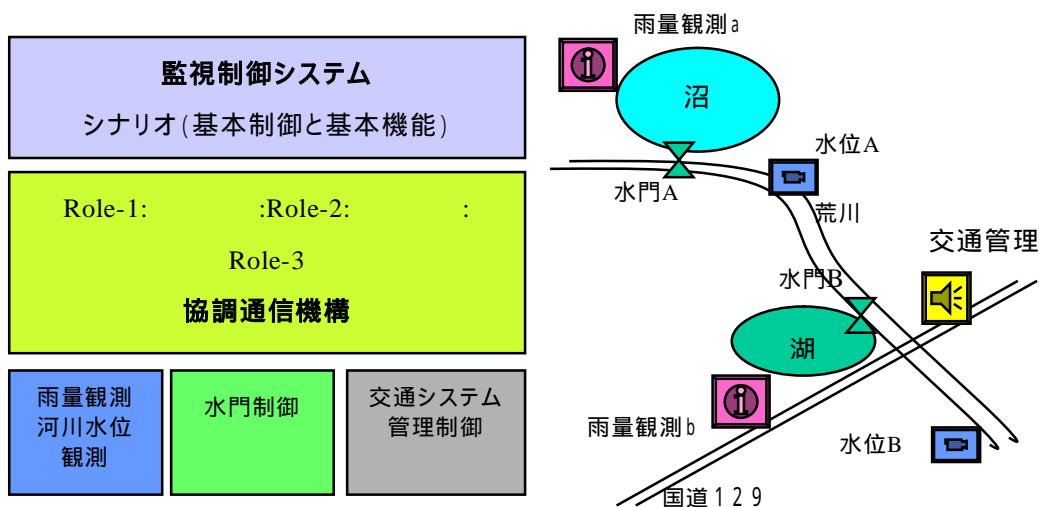 監視制御システム
シナリオ(基本制御と基本機能)
Role-1: :Role-2: :
Role-3
協調通信機構
雨量観測
河川水位
観測
水門制御
交通システム
管理制御
雨量観測a
沼
水位A
水門A
荒川
交通管理
水門B
湖
雨量観測b
水位B
国道129